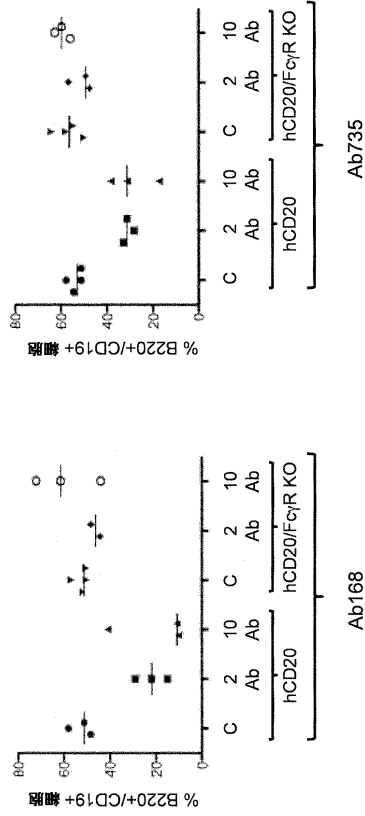 % B220+/CD19+ 細胞
80
60
40
20
0
C 2 10 C 2 10
Ab Ab Ab Ab
hCD20 hCD20/FcγR KO
Ab168
% B220+/CD19+ 細胞
80
60
40
20
0
C 2 10 C 2 10
Ab Ab Ab Ab
hCD20 hCD20/FcγR KO
Ab735